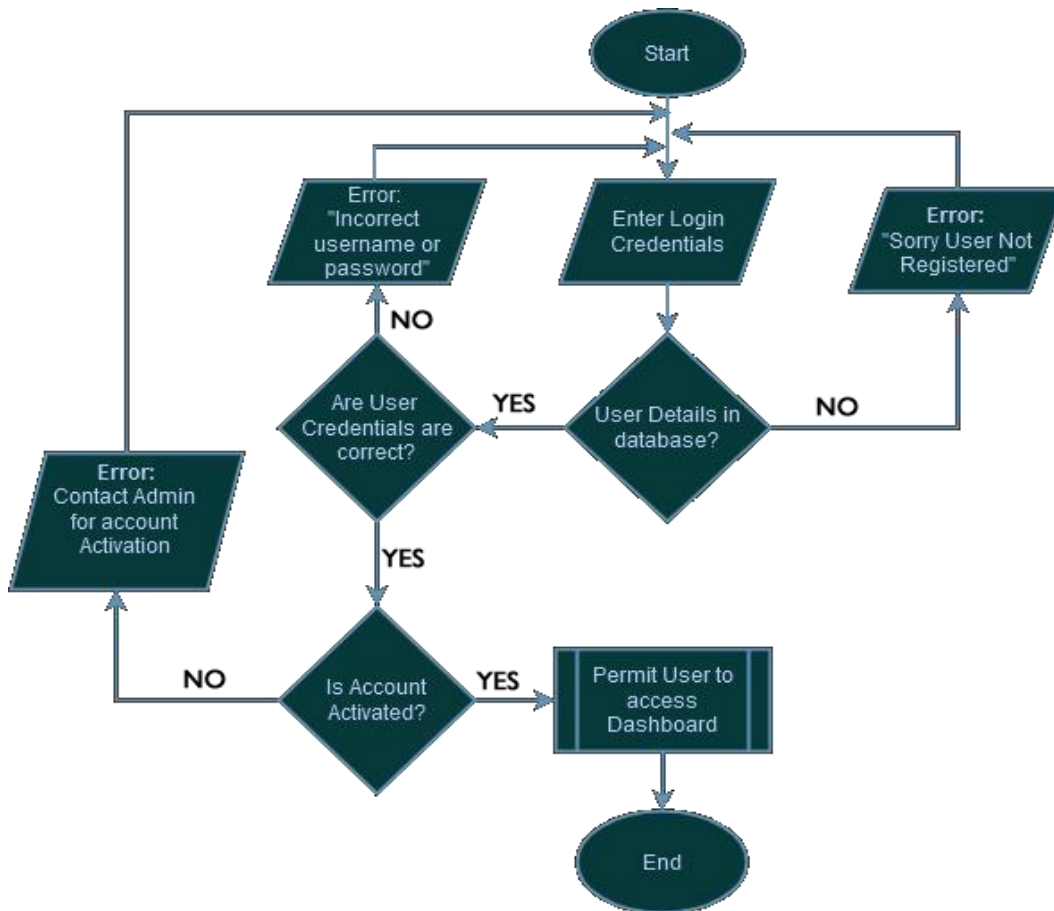 Start
Error:
"Incorrect
username or
password"
Enter Login
Credentials
Error:
"Sorry User Not
Registered"
NO
Are User
Credentials are
correct?
YES
User Details in
database?
NO
Error:
Contact Admin
for account
Activation
YES
NO
Is Account
Activated?
YES
Permit User to
access
Dashboard
End